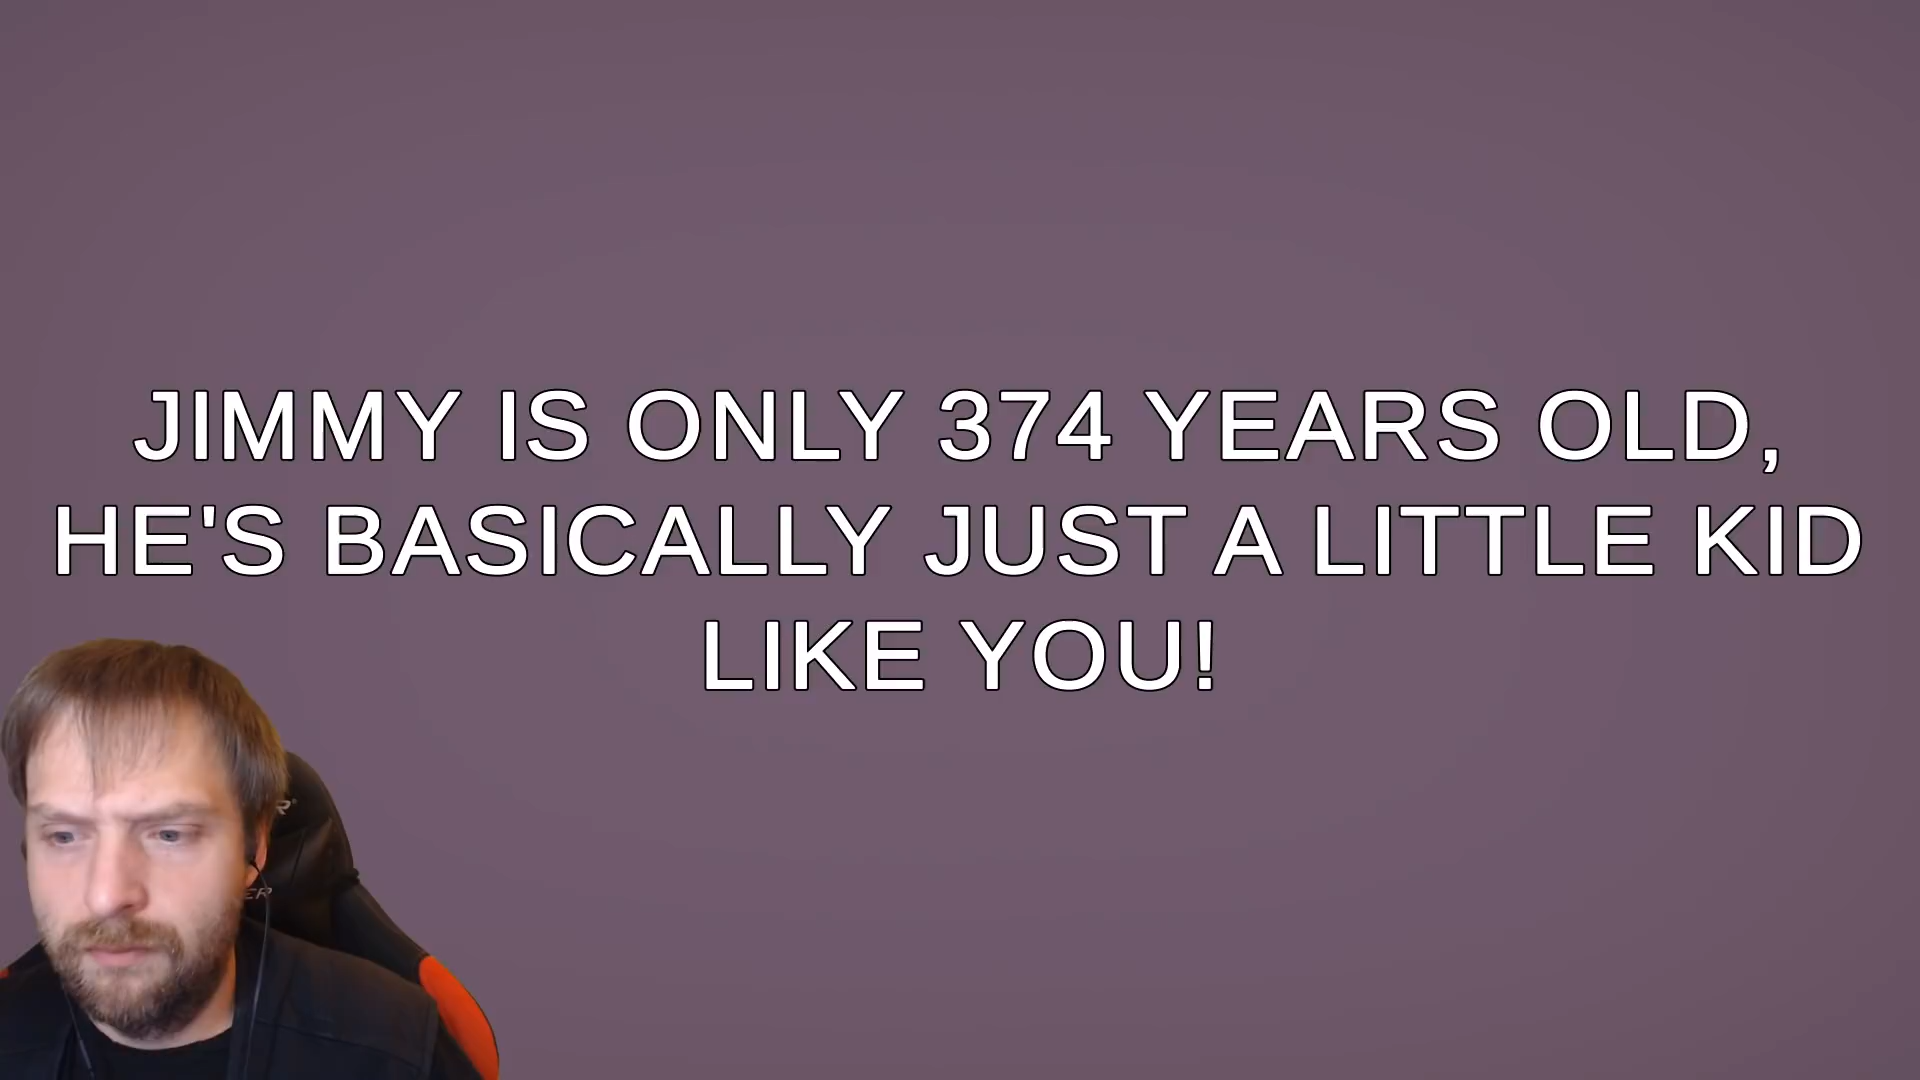 JIMMY IS ONLY 374 YEARS OLD,
HE'S BASICALLY JUST A LITTLE KID
LIKE YOU!